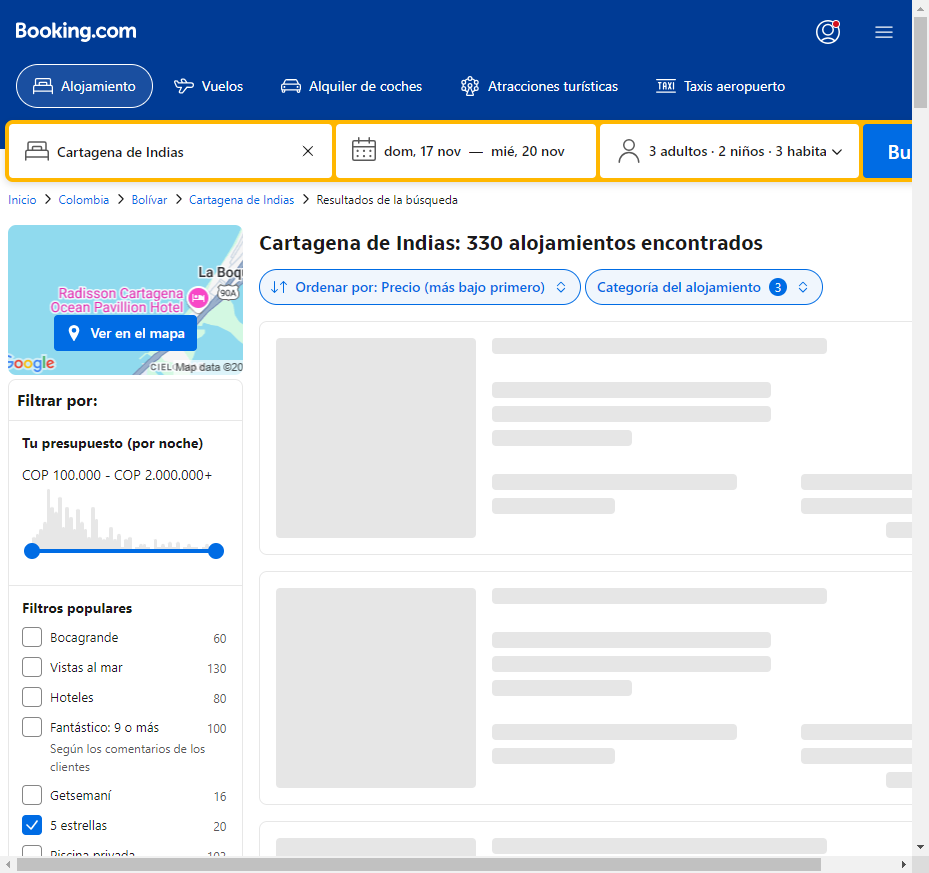 Booking.com
Alojamiento
Vuelos
Alquiler de coches
Atracciones turísticas
TAXI Taxis aeropuerto
Cartagena de Indias
dom, 17 nov — mié, 20 nov
3 adultos · 2 niños · 3 habita
Bu
Inicio > Colombia > Bolívar > Cartagena de Indias > Resultados de la búsqueda
La Boq
90A
Radisson Cartagena
Ocean Pavillion Hotel
Ver en el mapa
Google
CIEL
Map data ©20
Cartagena de Indias: 330 alojamientos encontrados
Ordenar por: Precio (más bajo primero)
Categoría del alojamiento 3
Filtrar por:
Tu presupuesto (por noche)
COP 100.000 - COP 2.000.000+
Filtros populares
Bocagrande 60
Vistas al mar 130
Hoteles 80
Fantástico: 9 o más 100
Según los comentarios de los
clientes
Getsemaní 16
5 estrellas 20
Piscina privada 102